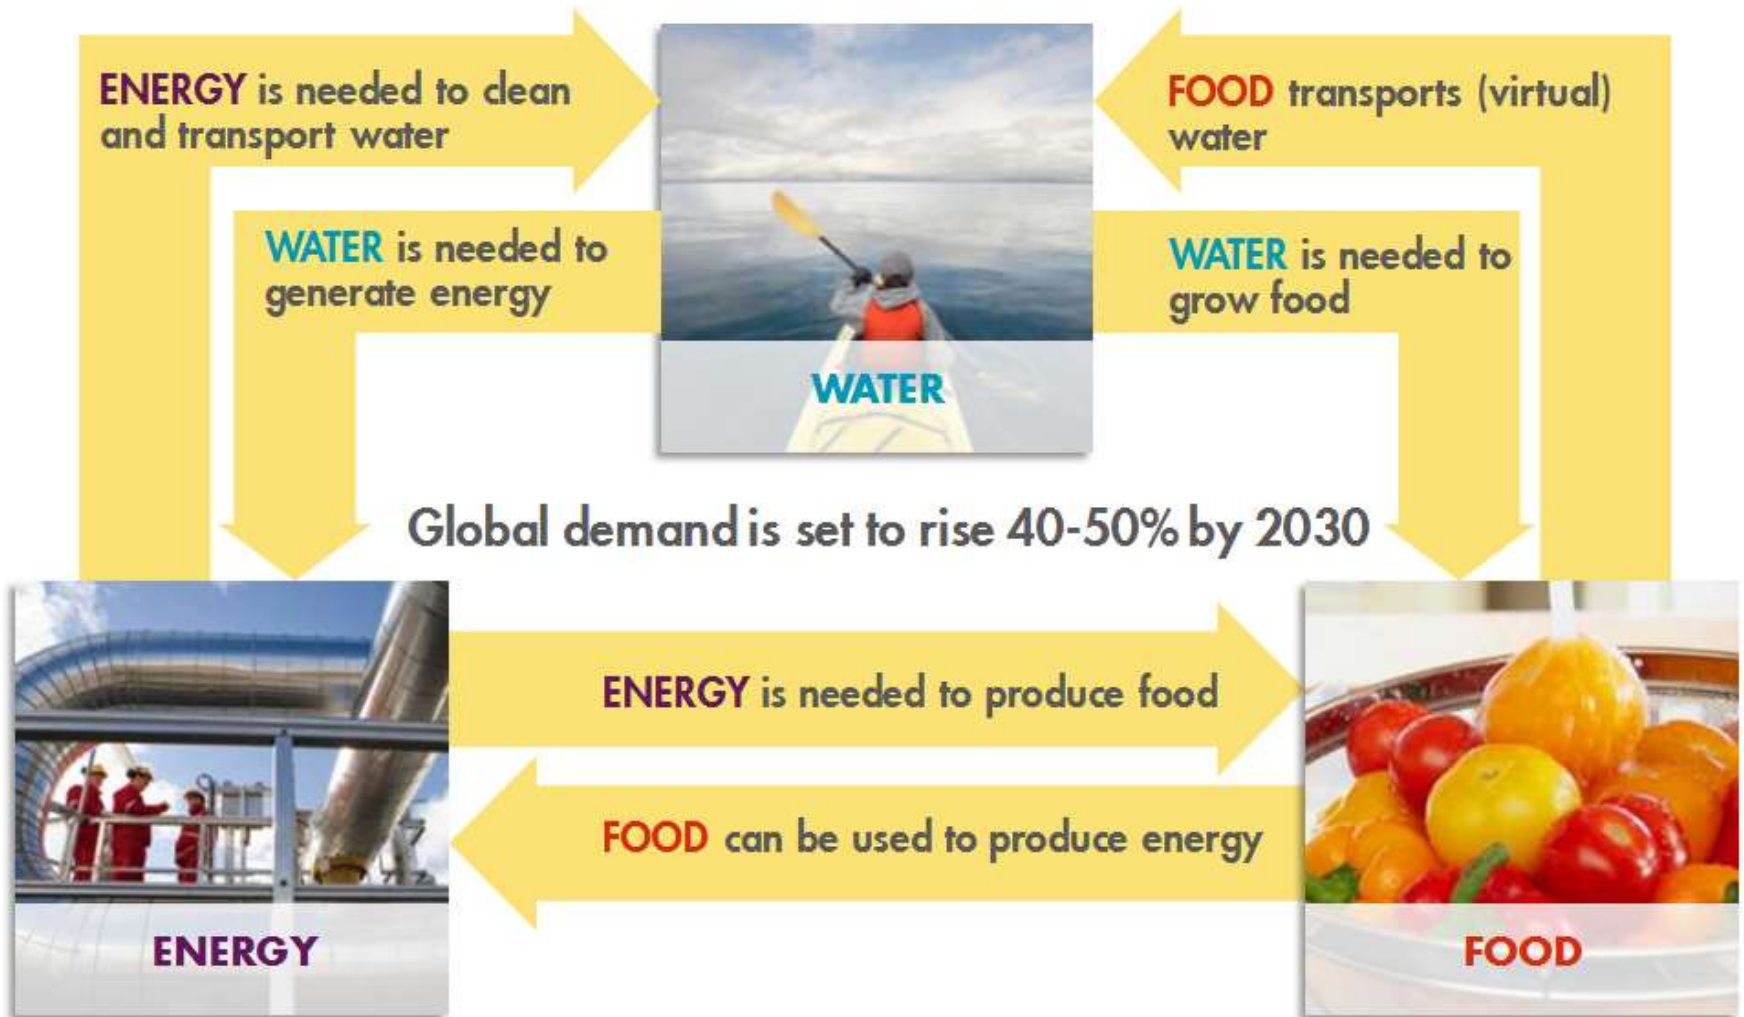 ENERGY is needed to clean
and transport water
FOOD transports (virtual)
water
WATER is needed to
generate energy
WATER is needed to
grow food
WATER
Global demand is set to rise 40-50% by 2030
ENERGY is needed to produce food
FOOD can be used to produce energy
ENERGY
FOOD